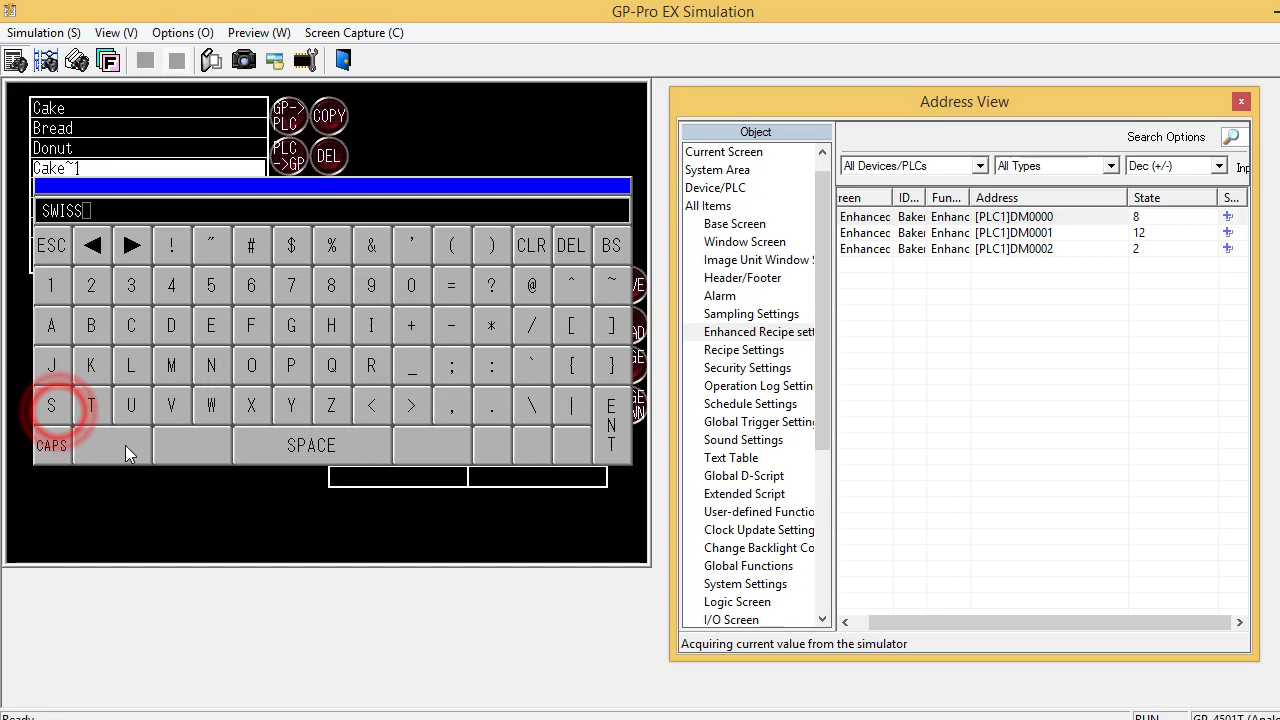 GP-Pro EX Simulation
Simulation (S) View (V) Options (O) Preview (W) Screen Capture (C)
Cake
Bread
Donut
Cake~1
GP-> PLC
COPY
PLC ->GP
DEL
SWISS
ESC ◀ ▶ ! ″ # $ % & ' ( ) CLR DEL BS
1 2 3 4 5 6 7 8 9 0 = ? @ ^ ~
A B C D E F G H I + - * / [ ]
J K L M N O P Q R _ ; : ` { }
S T U V W X Y Z < > , . \ | ENT
CAPS SPACE
Address View
Object
Current Screen
System Area
Device/PLC
All Items
Base Screen
Window Screen
Image Unit Window S
Header/Footer
Alarm
Sampling Settings
Enhanced Recipe sett
Recipe Settings
Security Settings
Operation Log Settin
Schedule Settings
Global Trigger Setting
Sound Settings
Text Table
Global D-Script
Extended Script
User-defined Functio
Clock Update Setting
Change Backlight Co
Global Functions
System Settings
Logic Screen
I/O Screen
Search Options
All Devices/PLCs All Types Dec (+/-) Inp
reen ID... Fun... Address State S...
Enhanced Baker Enhanc [PLC1]DM0000 8
Enhanced Baker Enhanc [PLC1]DM0001 12
Enhanced Baker Enhanc [PLC1]DM0002 2
Acquiring current value from the simulator
Ready RUN GP-4501T (Analo